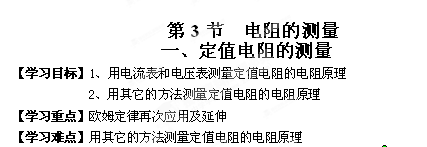 第 3 节 电阻的测量
一、定值电阻的测量
【学习目标】1、用电流表和电压表测量定值电阻的电阻原理
2、用其它的方法测量定值电阻的电阻原理
【学习重点】欧姆定律再次应用及延伸
【学习难点】用其它的方法测量定值电阻的电阻原理